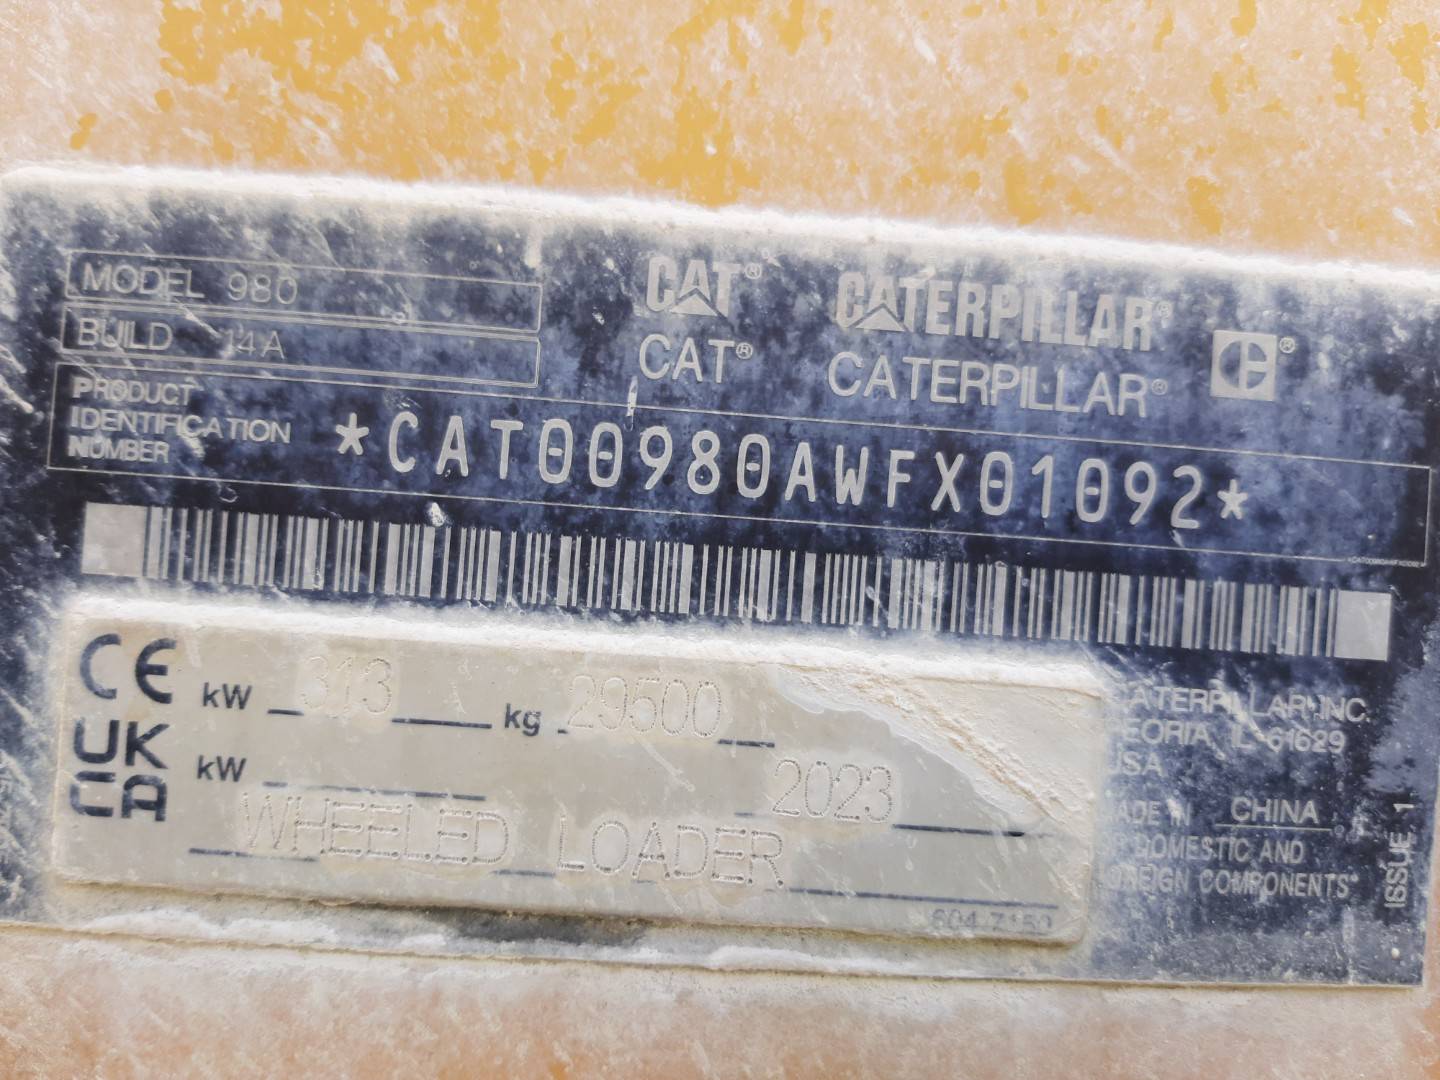 MODEL 980
BUILD 14A
CAT® CATERPILLAR®
CAT® CATERPILLAR®
PRODUCT
IDENTIFICATION
NUMBER
*CAT00980AWFX01092*
CE kW 313 kg 29500
UK
CA kW 2023
WHEELED LOADER
604-7150
CATERPILLAR INC.
PEORIA IL 61629
USA
MADE IN CHINA
DOMESTIC AND
FOREIGN COMPONENTS
ISSUE 1